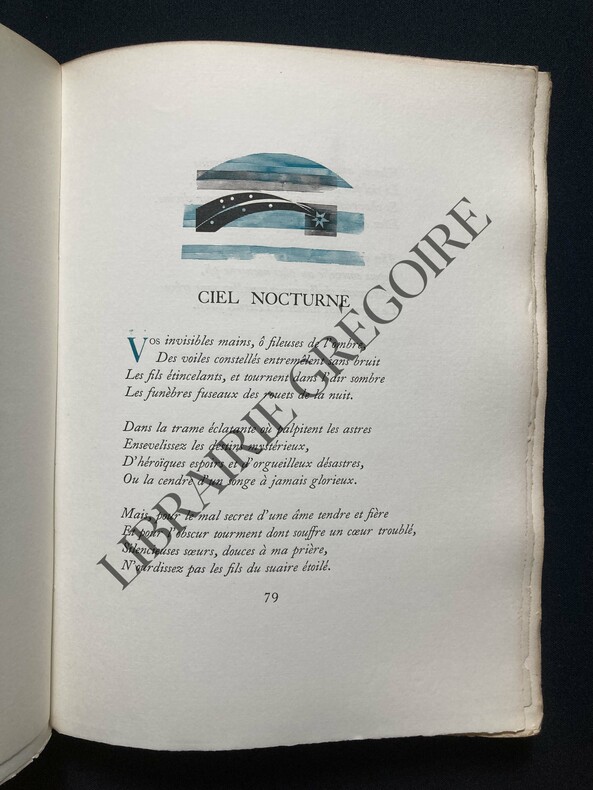 CIEL NOCTURNE
Vos invisibles mains, ô fileuses de l'ombre,
Des voiles constellés entremêlent sans bruit
Les fils étincelants, et tournent dans l'air sombre
Les funèbres fuseaux des rouets de la nuit.
Dans la trame éclatante où palpitent les astres
Ensevelissez les destins mystérieux,
D'héroïques espoirs et d'orgueilleux désastres,
Ou la cendre d'un songe à jamais glorieux.
Mais, pour le mal secret d'une âme tendre et fière
Et pour l'obscur tourment dont souffre un cœur troublé,
Silencieuses sœurs, douces à ma prière,
N'ourdissez pas les fils du suaire étoilé.
79
LIBRAIRIE GRÉGOIRE